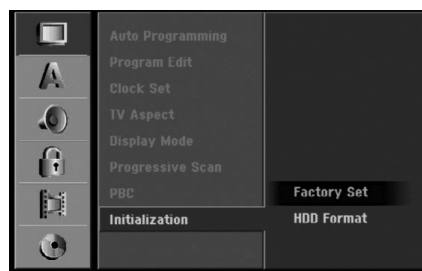 Auto Programming
Program Edit
Clock Set
TV Aspect
Display Mode
Progressive Scan
PBC
Factory Set
Initialization
HDD Format
A